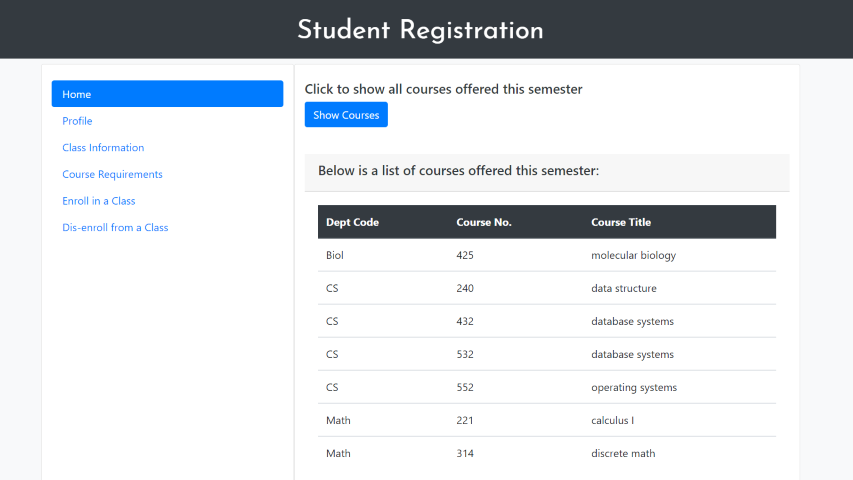 Student Registration
Home
Profile
Class Information
Course Requirements
Enroll in a Class
Dis-enroll from a Class
Click to show all courses offered this semester
Show Courses
Below is a list of courses offered this semester:
Dept Code Course No. Course Title
Biol 425 molecular biology
CS 240 data structure
CS 432 database systems
CS 532 database systems
CS 552 operating systems
Math 221 calculus I
Math 314 discrete math